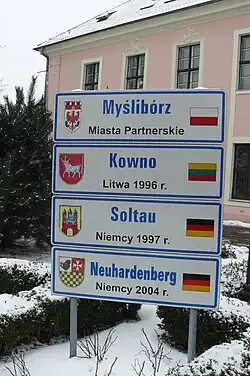 Myślibórz
Miasta Partnerskie
Kowno
Litwa 1996 r.
Soltau
Niemcy 1997 r.
Neuhardenberg
Niemcy 2004 r.